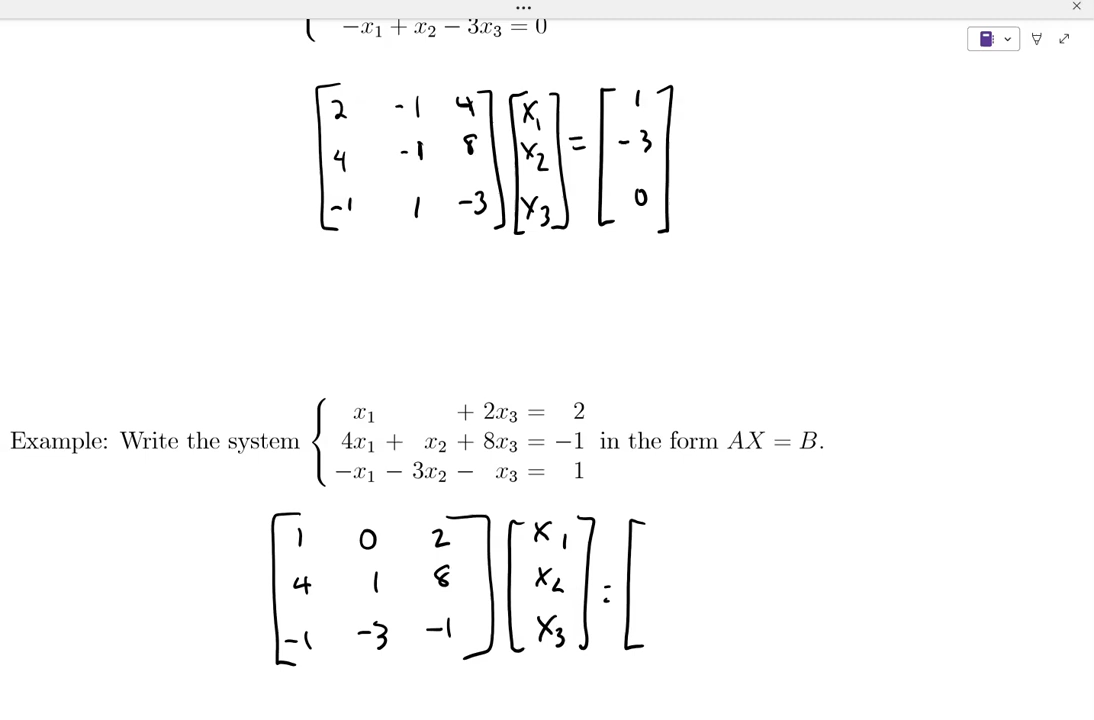 −x₁ + x₂ − 3x₃ = 0
[ 2 -1 4 ] [ x₁ ] = [ 1 ]
[ 4 -1 8 ] [ x₂ ] [ -3 ]
[ -1 1 -3 ] [ x₃ ] [ 0 ]
x₁ + 2x₃ = 2
Example: Write the system { 4x₁ + x₂ + 8x₃ = −1 in the form AX = B.
−x₁ − 3x₂ − x₃ = 1
[ 1 0 2 ] [ x₁ ] = [
[ 4 1 8 ] [ x₂ ]
[ -1 -3 -1 ] [ x₃ ]